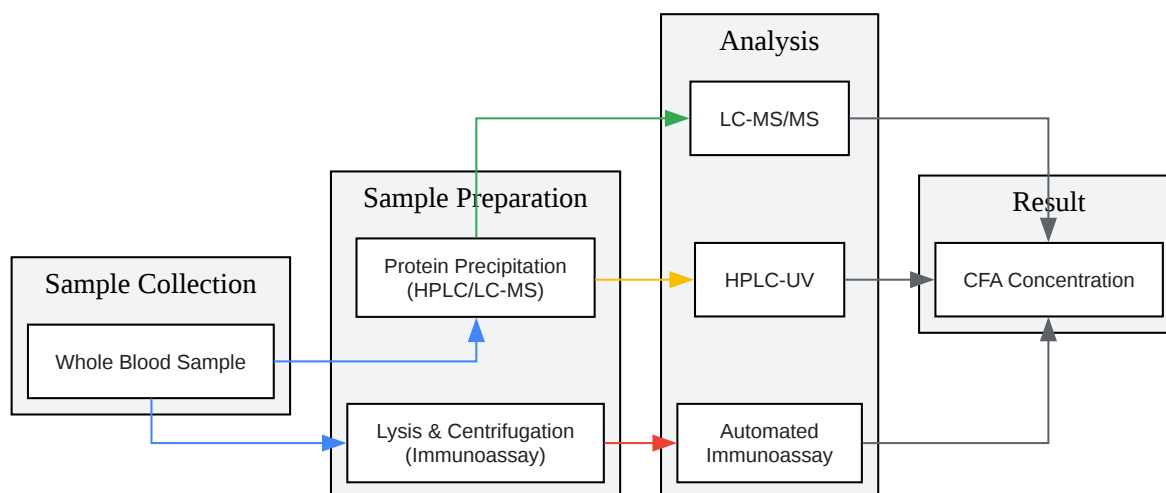 Sample Collection
Whole Blood Sample
Sample Preparation
Protein Precipitation
(HPLC/LC-MS)
Lysis & Centrifugation
(Immunoassay)
Analysis
LC-MS/MS
HPLC-UV
Automated
Immunoassay
Result
CFA Concentration